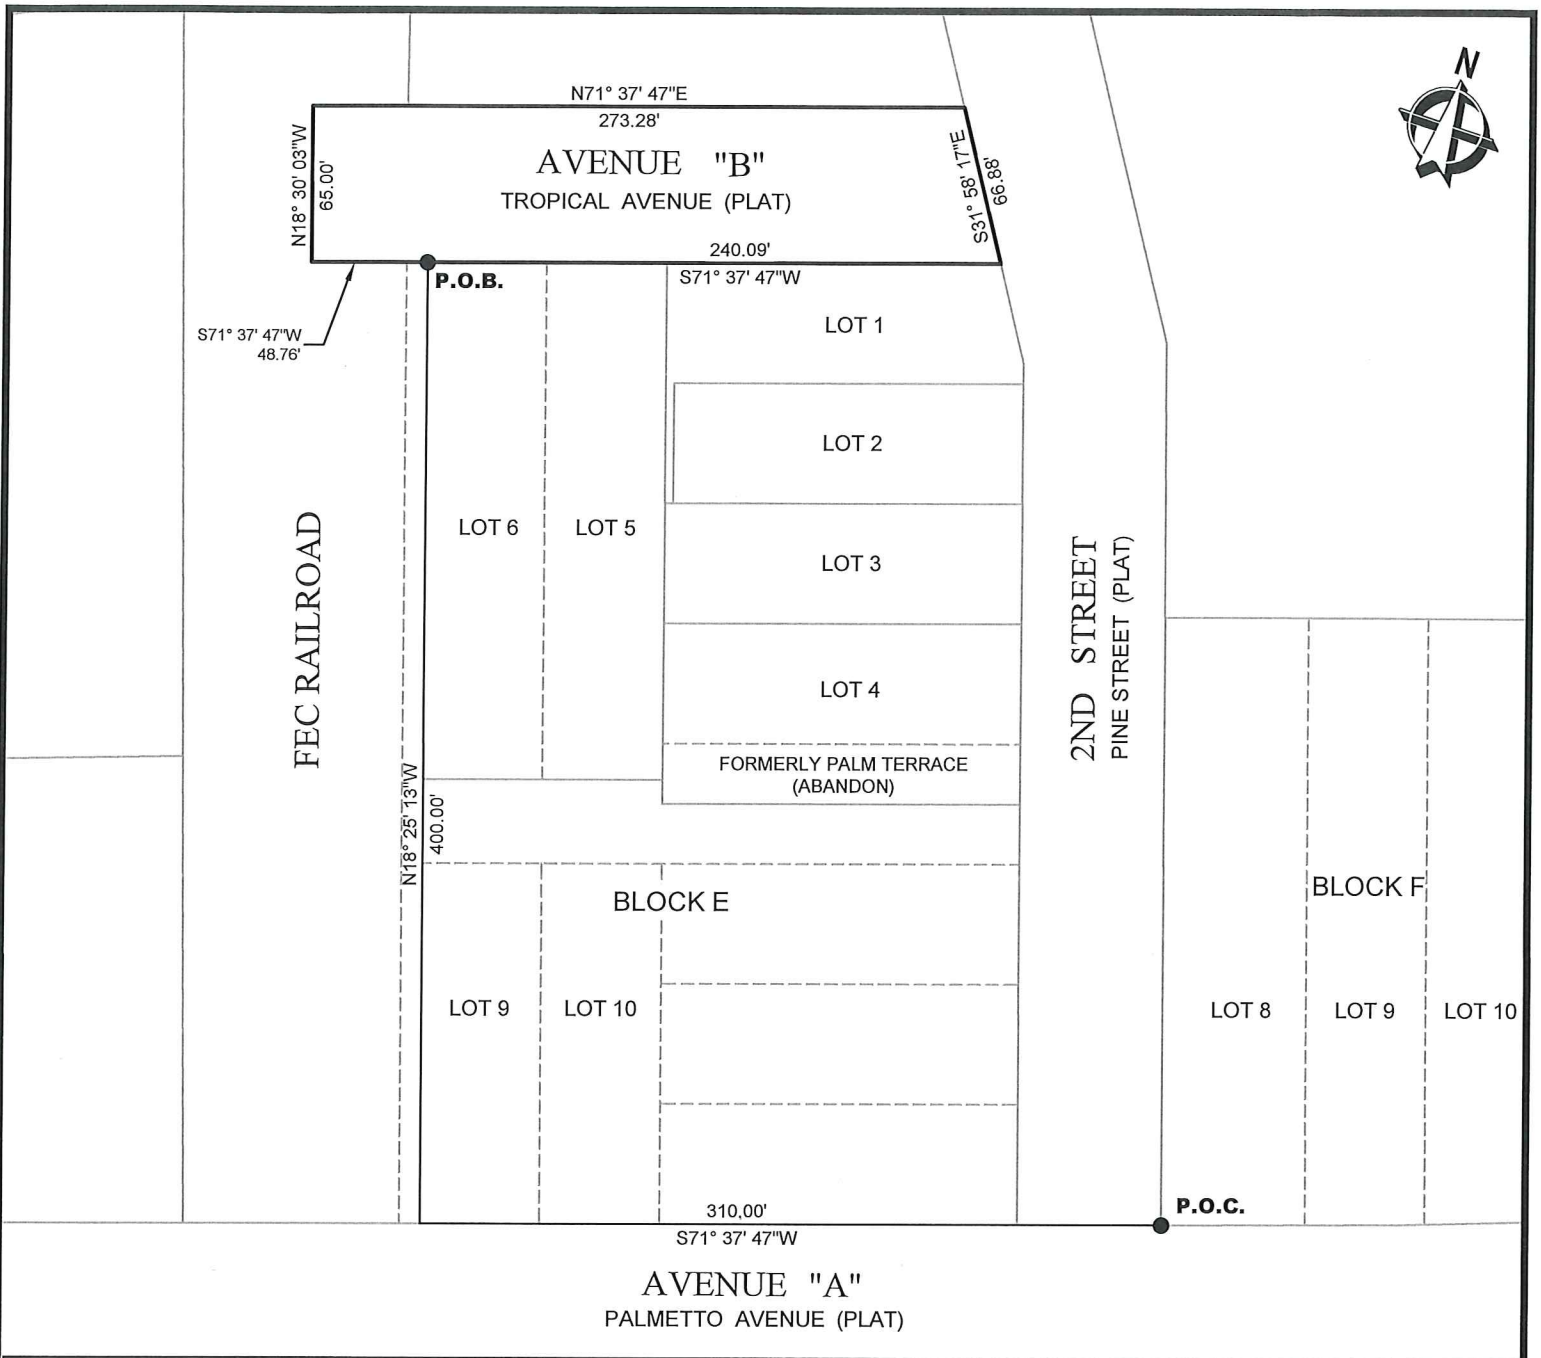 N
N71° 37' 47"E
273.28'
AVENUE "B"
TROPICAL AVENUE (PLAT)
N18° 30' 03"W
65.00'
S31° 58' 17"E
66.88'
240.09'
S71° 37' 47"W
P.O.B.
S71° 37' 47"W
48.76'
LOT 1
LOT 2
LOT 6
LOT 5
LOT 3
LOT 4
FORMERLY PALM TERRACE
(ABANDON)
FEC RAILROAD
2ND STREET
PINE STREET (PLAT)
N18° 25' 13"W
400.00'
BLOCK E
BLOCK F
LOT 9
LOT 10
LOT 8
LOT 9
LOT 10
310,00'
S71° 37' 47"W
P.O.C.
AVENUE "A"
PALMETTO AVENUE (PLAT)